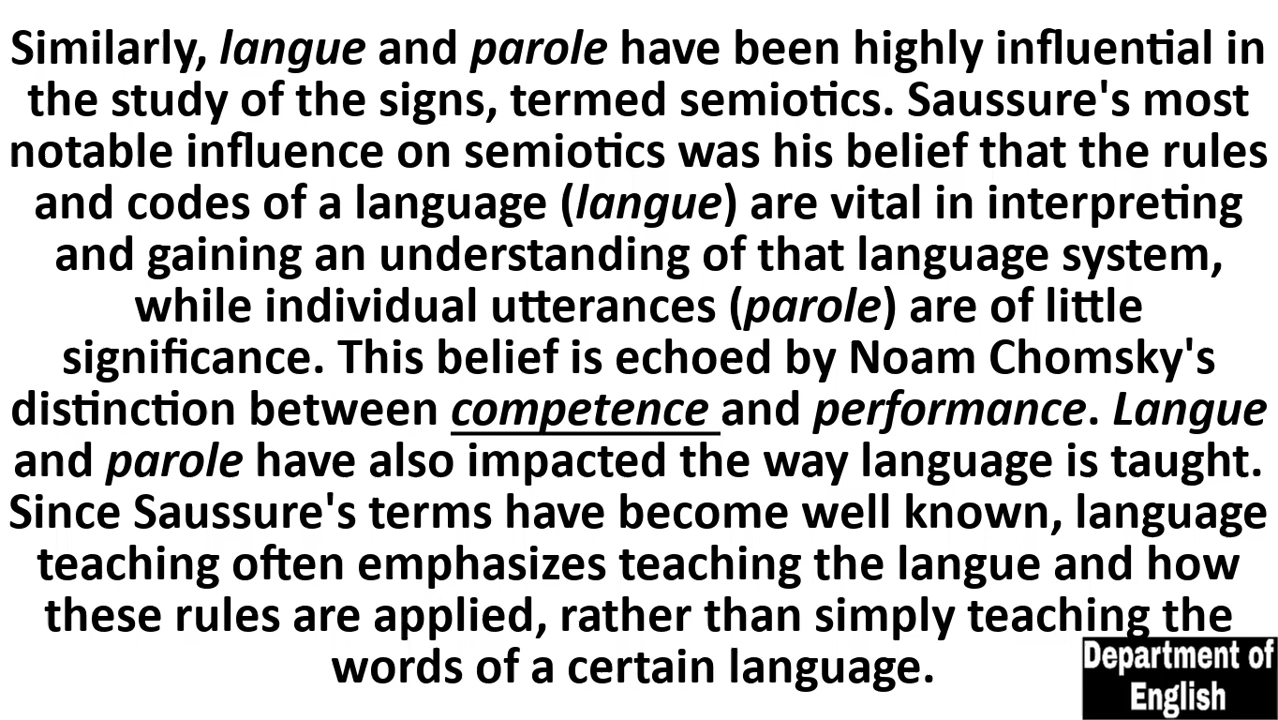 Similarly, langue and parole have been highly influential in
the study of the signs, termed semiotics. Saussure's most
notable influence on semiotics was his belief that the rules
and codes of a language (langue) are vital in interpreting
and gaining an understanding of that language system,
while individual utterances (parole) are of little
significance. This belief is echoed by Noam Chomsky's
distinction between competence and performance. Langue
and parole have also impacted the way language is taught.
Since Saussure's terms have become well known, language
teaching often emphasizes teaching the langue and how
these rules are applied, rather than simply teaching the
words of a certain language.
Department of
English